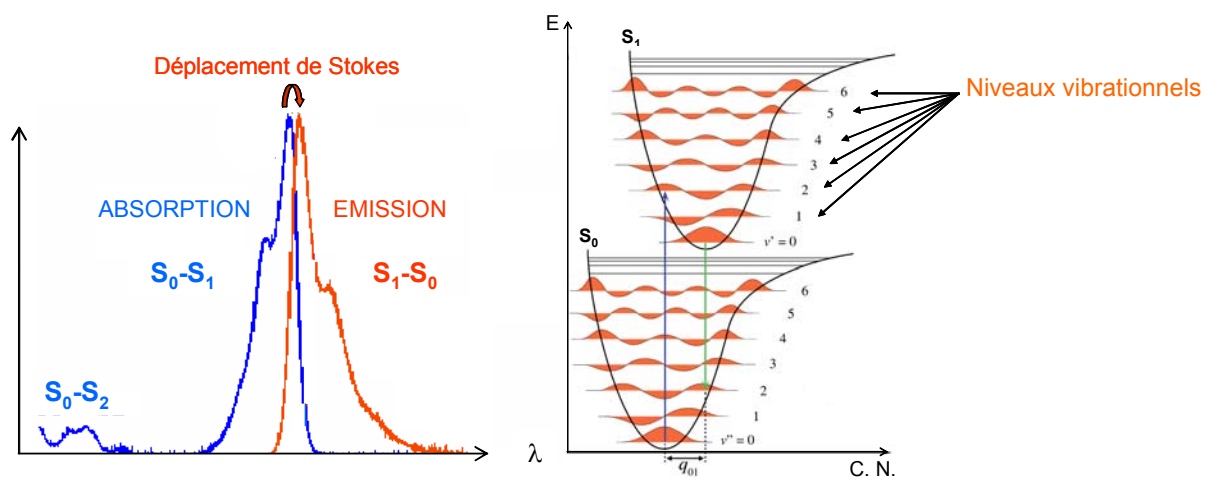 Déplacement de Stokes
ABSORPTION
EMISSION
S₀-S₁
S₁-S₀
S₀-S₂
λ
E
S₁
6
5
4
3
2
1
v' = 0
Niveaux vibrationnels
S₀
6
5
4
3
2
1
v" = 0
q₀₁
C. N.